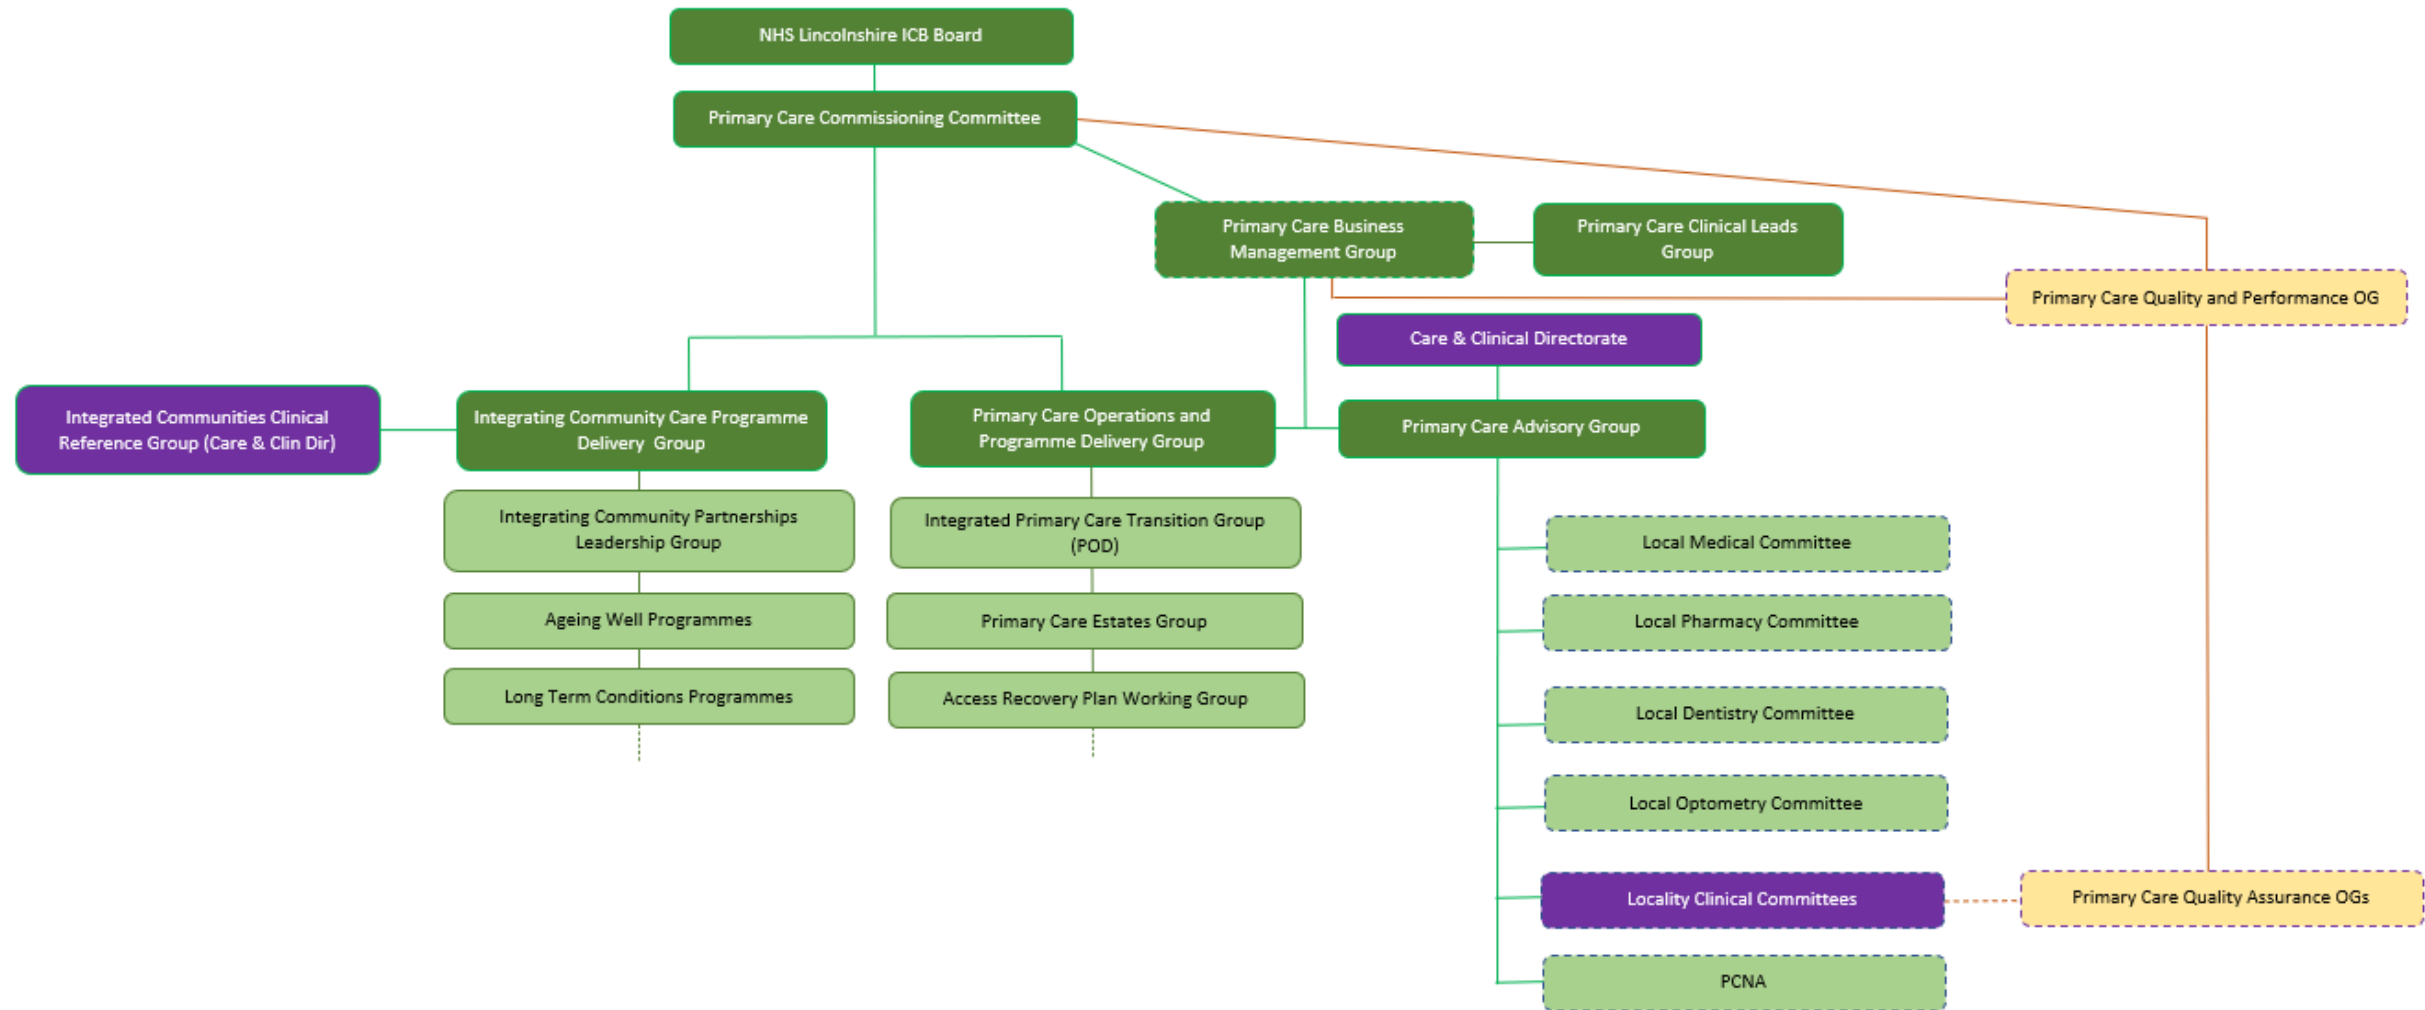 NHS Lincolnshire ICB Board
Primary Care Commissioning Committee
Primary Care Business
Management Group
Primary Care Clinical Leads
Group
Primary Care Quality and Performance OG
Care & Clinical Directorate
Integrated Communities Clinical
Reference Group (Care & Clin Dir)
Integrating Community Care Programme
Delivery Group
Primary Care Operations and
Programme Delivery Group
Primary Care Advisory Group
Integrating Community Partnerships
Leadership Group
Ageing Well Programmes
Long Term Conditions Programmes
Integrated Primary Care Transition Group
(POD)
Primary Care Estates Group
Access Recovery Plan Working Group
Local Medical Committee
Local Pharmacy Committee
Local Dentistry Committee
Local Optometry Committee
Locality Clinical Committees
Primary Care Quality Assurance OGs
PCNA